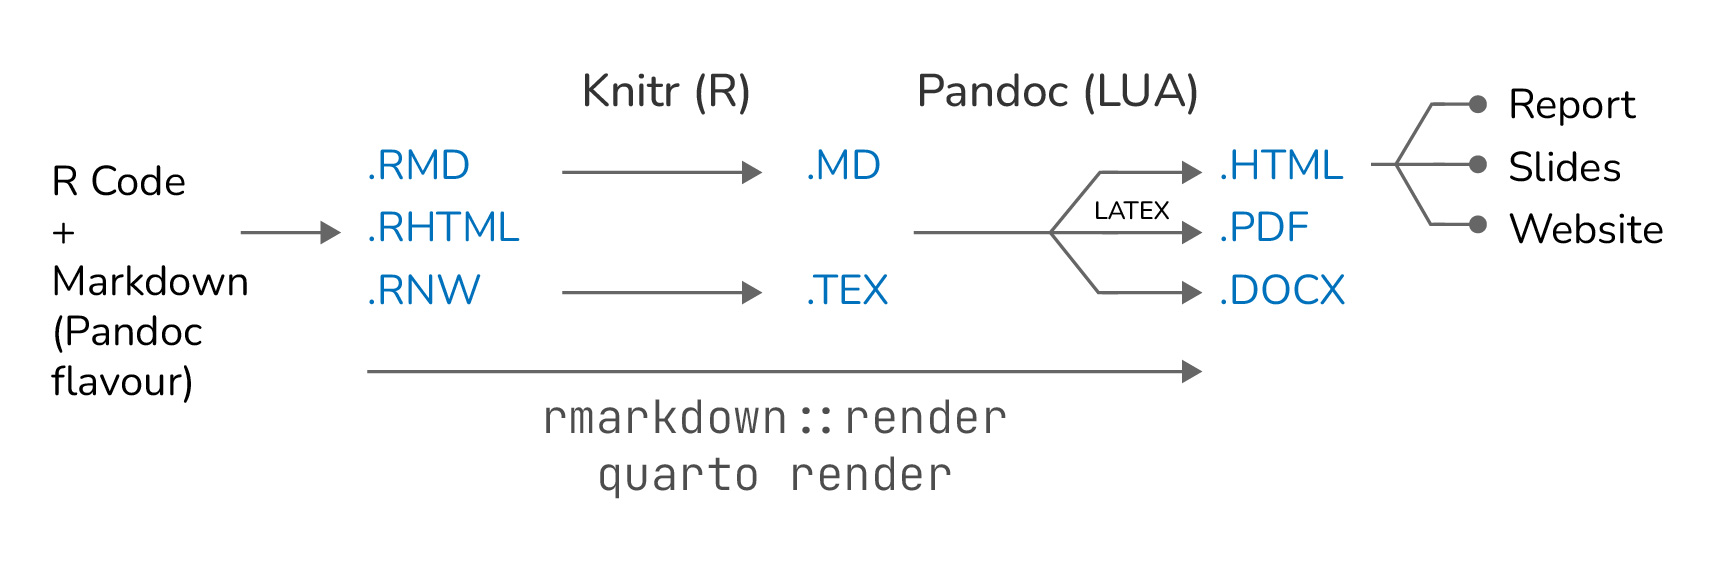 Knitr (R)
Pandoc (LUA)
R Code
+
Markdown
(Pandoc
flavour)
.RMD
.RHTML
.RNW
.MD
.TEX
LATEX
.HTML
.PDF
.DOCX
Report
Slides
Website
rmarkdown::render
quarto render